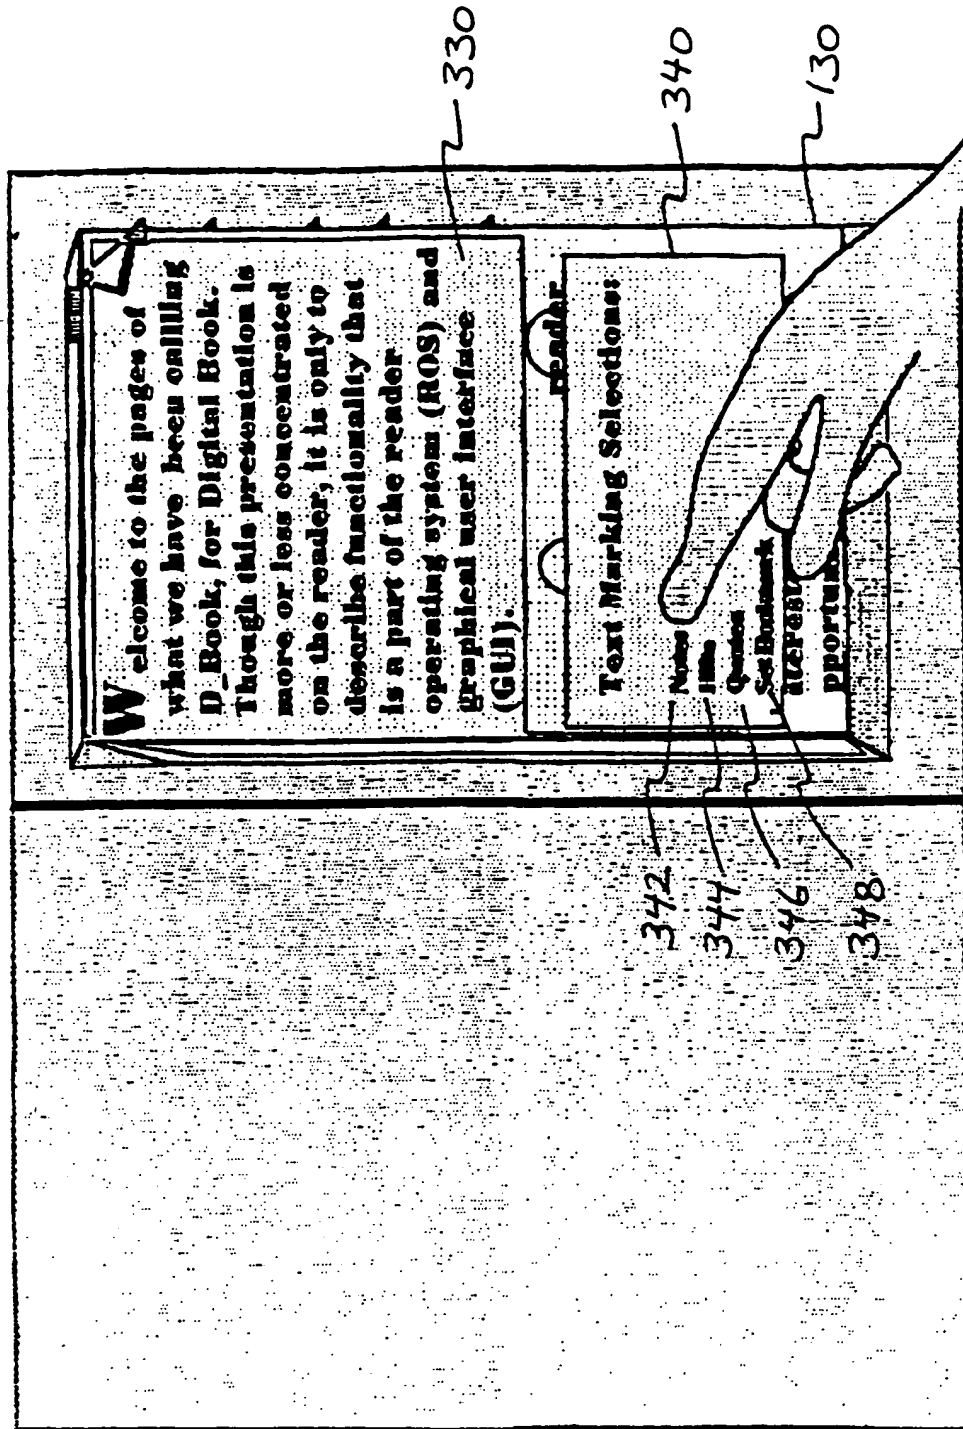 Welcome to the pages of
what we have been calling
D_Book, for Digital Book.
Though this presentation is
more or less concentrated
on the reader, it is only to
describe functionality that
is a part of the reader
operating system (ROS) and
graphical user interface
(GUI).
330
reader
Text Marking Selections:
340
342
Notes
344
346
Quotes
348
Set Bookmark
130